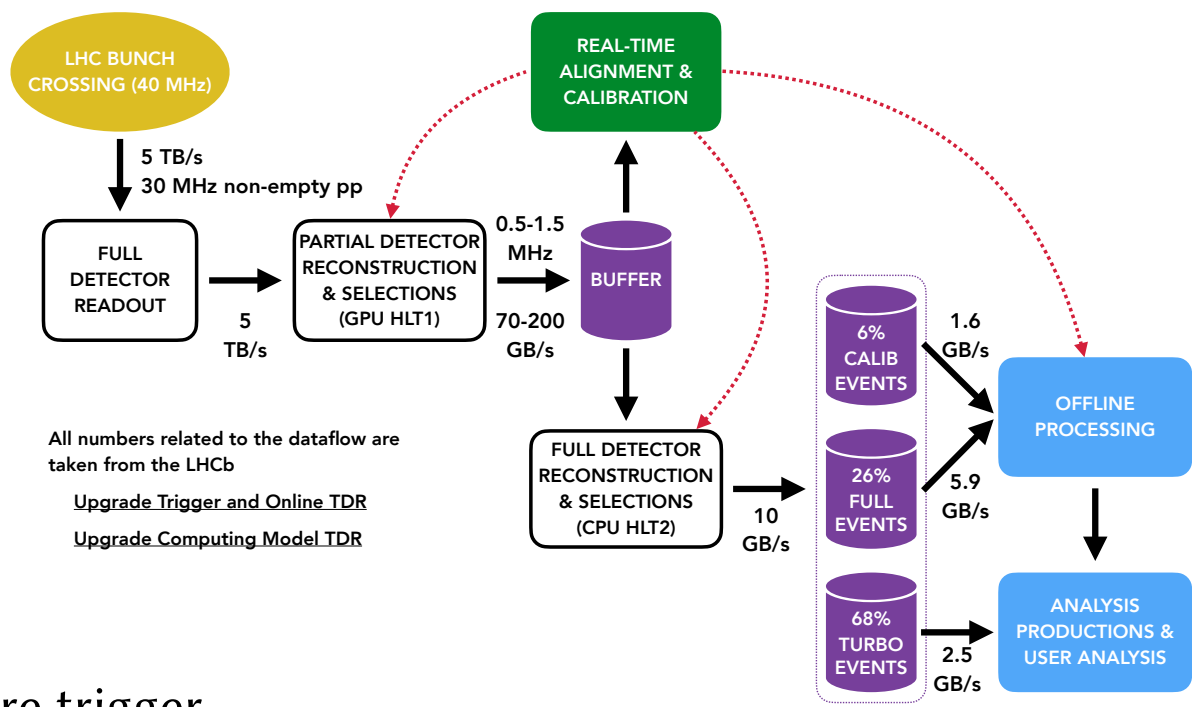 LHC BUNCH
CROSSING (40 MHz)
5 TB/s
30 MHz non-empty pp
FULL
DETECTOR
READOUT
5
TB/s
PARTIAL DETECTOR
RECONSTRUCTION
& SELECTIONS
(GPU HLT1)
0.5-1.5
MHz
70-200
GB/s
REAL-TIME
ALIGNMENT &
CALIBRATION
BUFFER
FULL DETECTOR
RECONSTRUCTION
& SELECTIONS
(CPU HLT2)
10
GB/s
6%
CALIB
EVENTS
1.6
GB/s
26%
FULL
EVENTS
5.9
GB/s
68%
TURBO
EVENTS
2.5
GB/s
OFFLINE
PROCESSING
ANALYSIS
PRODUCTIONS &
USER ANALYSIS
All numbers related to the dataflow are
taken from the LHCb
Upgrade Trigger and Online TDR
Upgrade Computing Model TDR
trigger